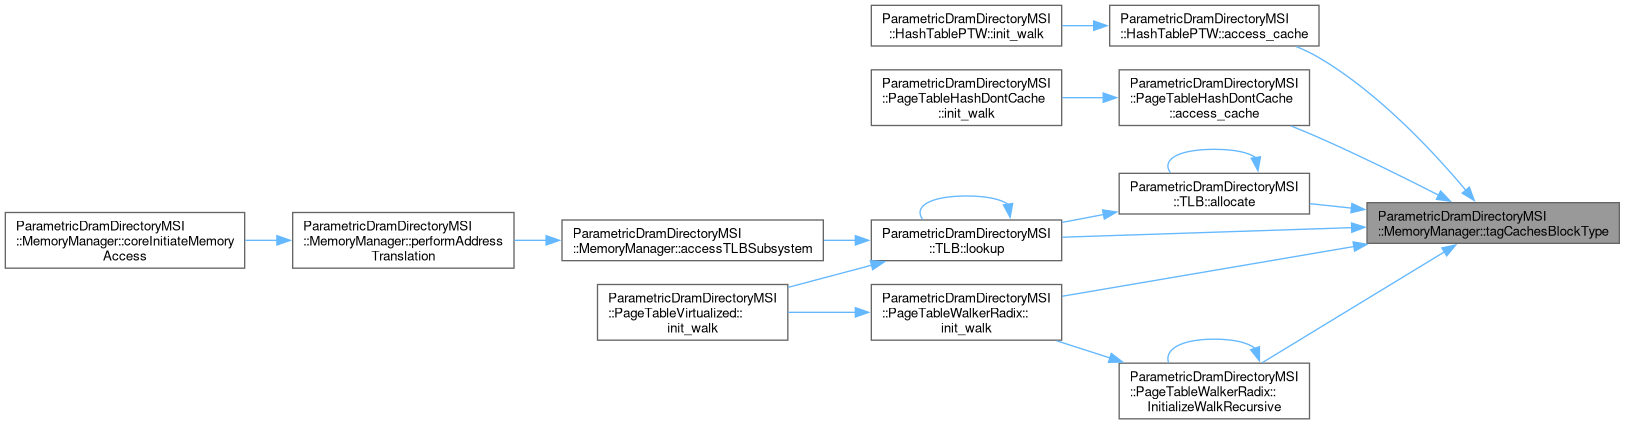 ParametricDramDirectoryMSI
::HashTablePTW::init_walk
ParametricDramDirectoryMSI
::HashTablePTW::access_cache
ParametricDramDirectoryMSI
::PageTableHashDontCache
::init_walk
ParametricDramDirectoryMSI
::PageTableHashDontCache
::access_cache
ParametricDramDirectoryMSI
::TLB::allocate
ParametricDramDirectoryMSI
::MemoryManager::tagCachesBlockType
ParametricDramDirectoryMSI
::MemoryManager::coreInitiateMemory
Access
ParametricDramDirectoryMSI
::MemoryManager::performAddress
Translation
ParametricDramDirectoryMSI
::MemoryManager::accessTLBSubsystem
ParametricDramDirectoryMSI
::TLB::lookup
ParametricDramDirectoryMSI
::PageTableVirtualized::
init_walk
ParametricDramDirectoryMSI
::PageTableWalkerRadix::
init_walk
ParametricDramDirectoryMSI
::PageTableWalkerRadix::
InitializeWalkRecursive